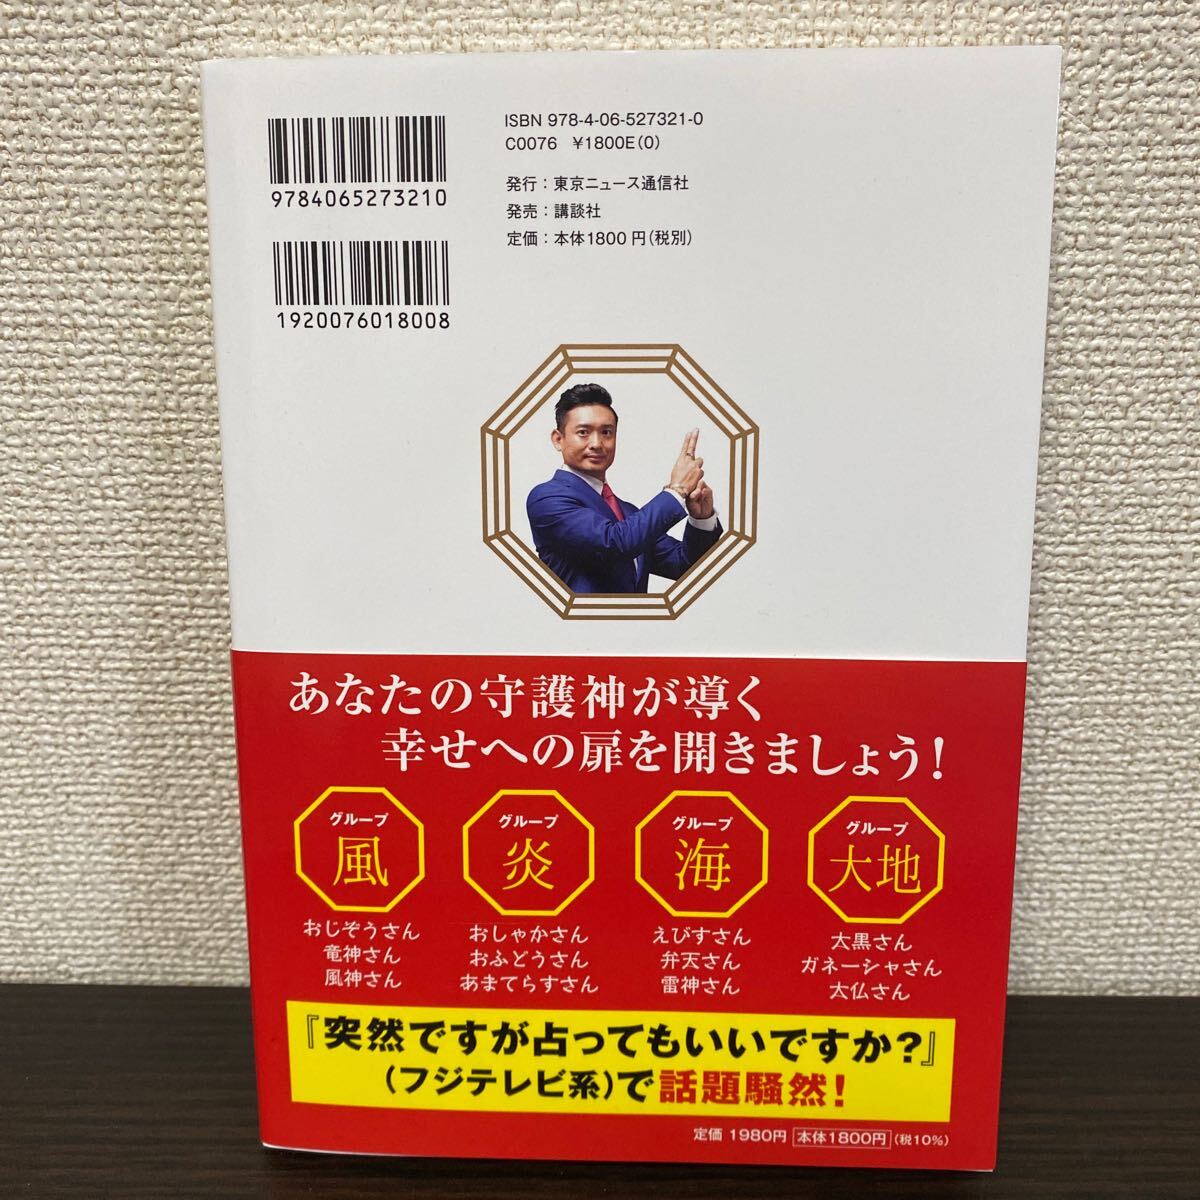 ISBN 978-4-06-527321-0
C0076 ¥1800E(0)
発行：東京ニュース通信社
発売：講談社
定価：本体1800円(税別)
9784065273210
1920076018008
あなたの守護神が導く
幸せへの扉を開きましょう！
グループ
風
おじぞうさん
竜神さん
風神さん
グループ
炎
おしゃかさん
おふどうさん
あまてらすさん
グループ
海
えびすさん
弁天さん
雷神さん
グループ
大地
大黒さん
ガネーシャさん
大仏さん
『突然ですが占ってもいいですか？』
(フジテレビ系)で話題騒然！
定価 1980円 本体1800円 (税10%)